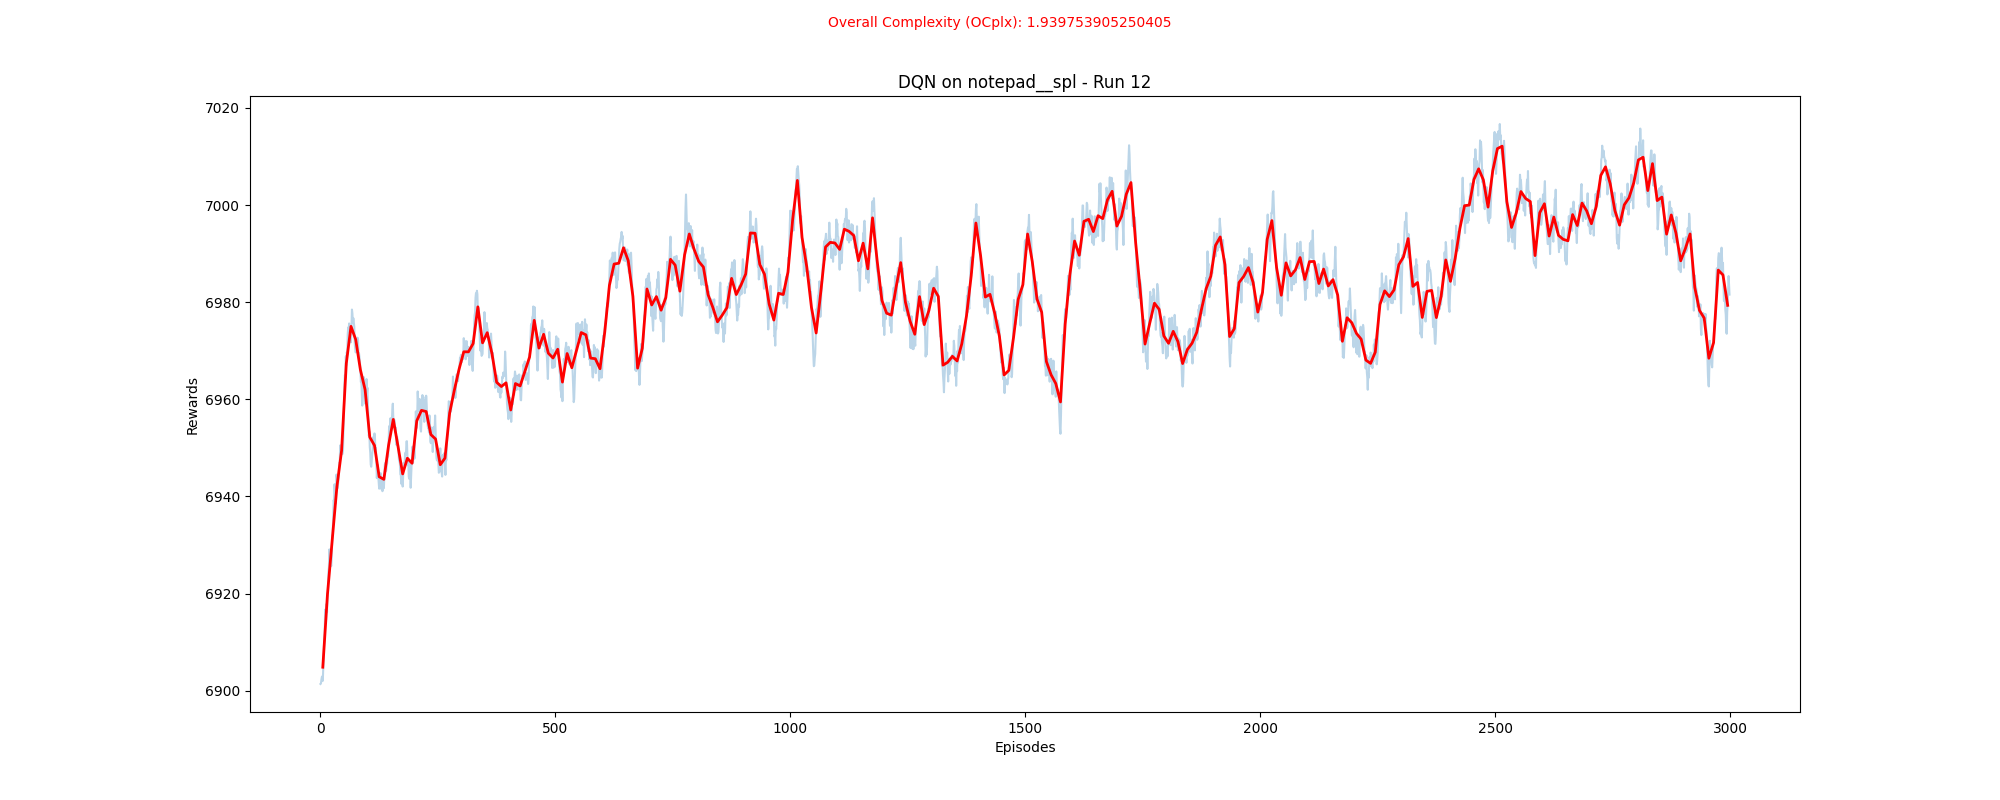 Overall Complexity (OCplx): 1.939753905250405
DQN on notepad__spl - Run 12
7020
7000
6980
6960
6940
6920
6900
Rewards
0 500 1000 1500 2000 2500 3000
Episodes